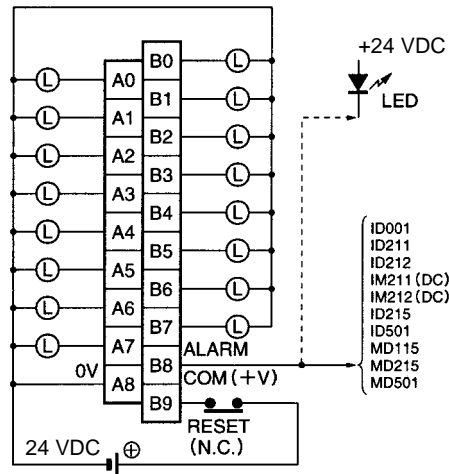 +24 VDC
LED
B0
L
L
A0
B1
L
L
A1
B2
L
L
A2
B3
L
L
A3
B4
L
L
A4
B5
L
L
A5
B6
L
L
A6
B7
L
L
A7
ALARM
B8
0V
A8
COM (+V)
B9
RESET
(N.C.)
24 VDC
⊕
ID001
ID211
ID212
IM211 (DC)
IM212 (DC)
ID215
ID501
MD115
MD215
MD501